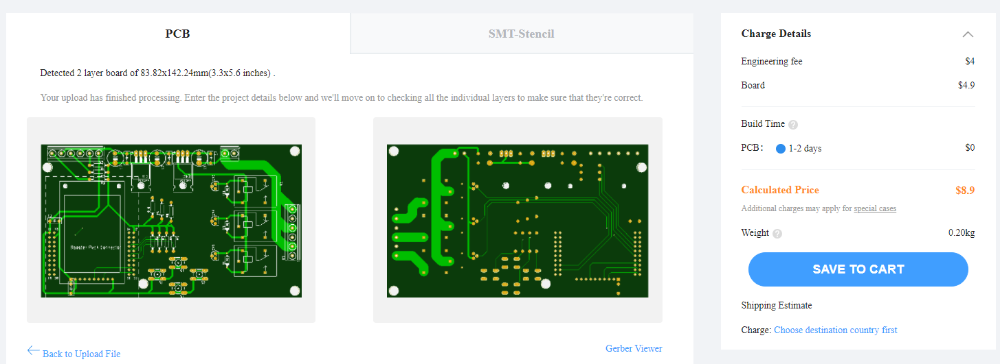 PCB
SMT-Stencil
Detected 2 layer board of 83.82x142.24mm(3.3x5.6 inches) .
Your upload has finished processing. Enter the project details below and we'll move on to checking all the individual layers to make sure that they're correct.
Booster Pack Connector
Back to Upload File
Gerber Viewer
Charge Details
Engineering fee $4
Board $4.9
Build Time ?
PCB： 1-2 days $0
Calculated Price $8.9
Additional charges may apply for special cases
Weight ? 0.20kg
SAVE TO CART
Shipping Estimate
Charge: Choose destination country first